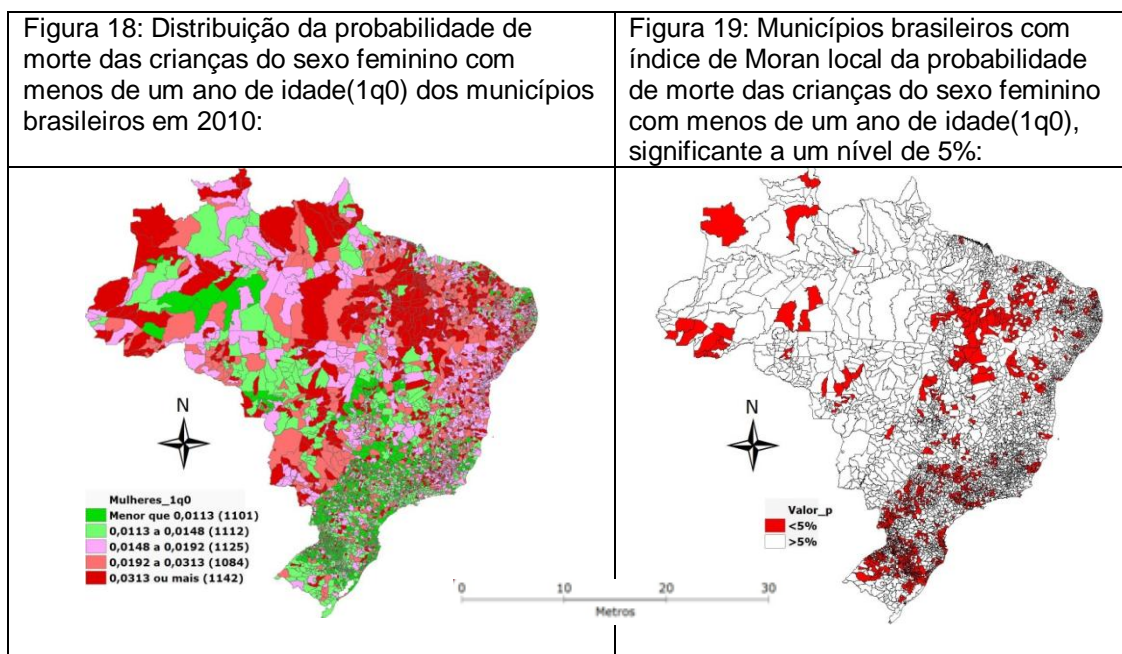 Figura 18: Distribuição da probabilidade de
morte das crianças do sexo feminino com
menos de um ano de idade(1q0) dos municípios
brasileiros em 2010:
Figura 19: Municípios brasileiros com
índice de Moran local da probabilidade
de morte das crianças do sexo feminino
com menos de um ano de idade(1q0),
significante a um nível de 5%:
N
Mulheres_1q0
Menor que 0,0113 (1101)
0,0113 a 0,0148 (1112)
0,0148 a 0,0192 (1125)
0,0192 a 0,0313 (1084)
0,0313 ou mais (1142)
N
Valor_p
<5%
>5%
0 10 20 30
Metros